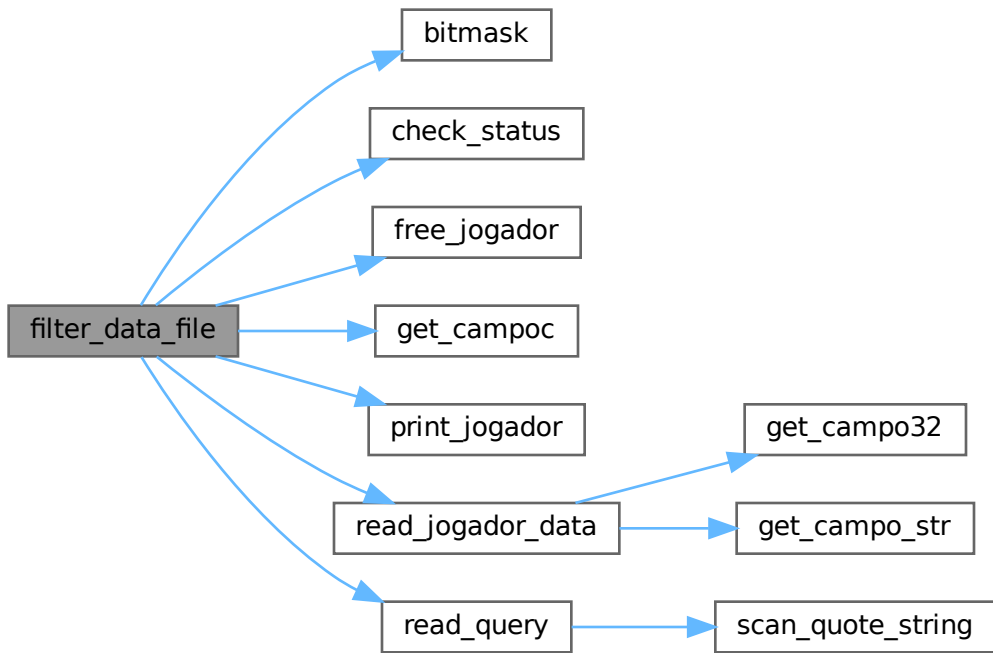 bitmask
check_status
free_jogador
filter_data_file
get_campoc
print_jogador
get_campo32
read_jogador_data
get_campo_str
read_query
scan_quote_string